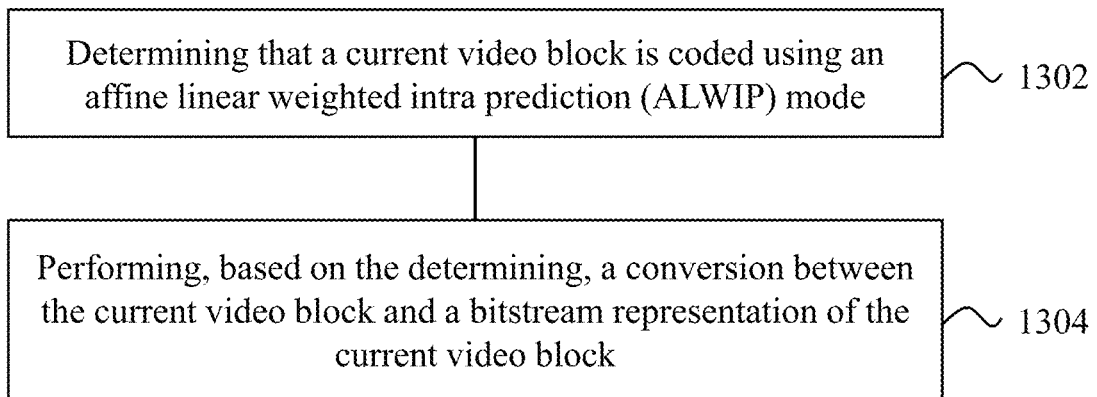 Determining that a current video block is coded using an
affine linear weighted intra prediction (ALWIP) mode
1302
Performing, based on the determining, a conversion between
the current video block and a bitstream representation of the
current video block
1304